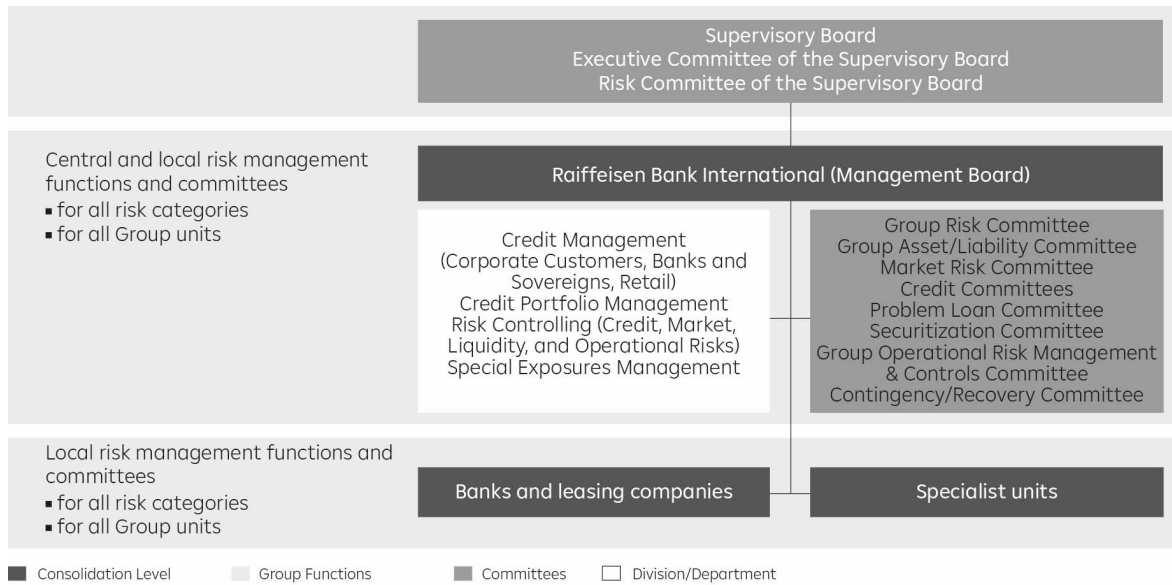 Supervisory Board
Executive Committee of the Supervisory Board
Risk Committee of the Supervisory Board
Central and local risk management
functions and committees
▪ for all risk categories
▪ for all Group units
Raiffeisen Bank International (Management Board)
Credit Management
(Corporate Customers, Banks and
Sovereigns, Retail)
Credit Portfolio Management
Risk Controlling (Credit, Market,
Liquidity, and Operational Risks)
Special Exposures Management
Group Risk Committee
Group Asset/Liability Committee
Market Risk Committee
Credit Committees
Problem Loan Committee
Securitization Committee
Group Operational Risk Management
& Controls Committee
Contingency/Recovery Committee
Local risk management functions and
committees
▪ for all risk categories
▪ for all Group units
Banks and leasing companies
Specialist units
Consolidation Level
Group Functions
Committees
Division/Department